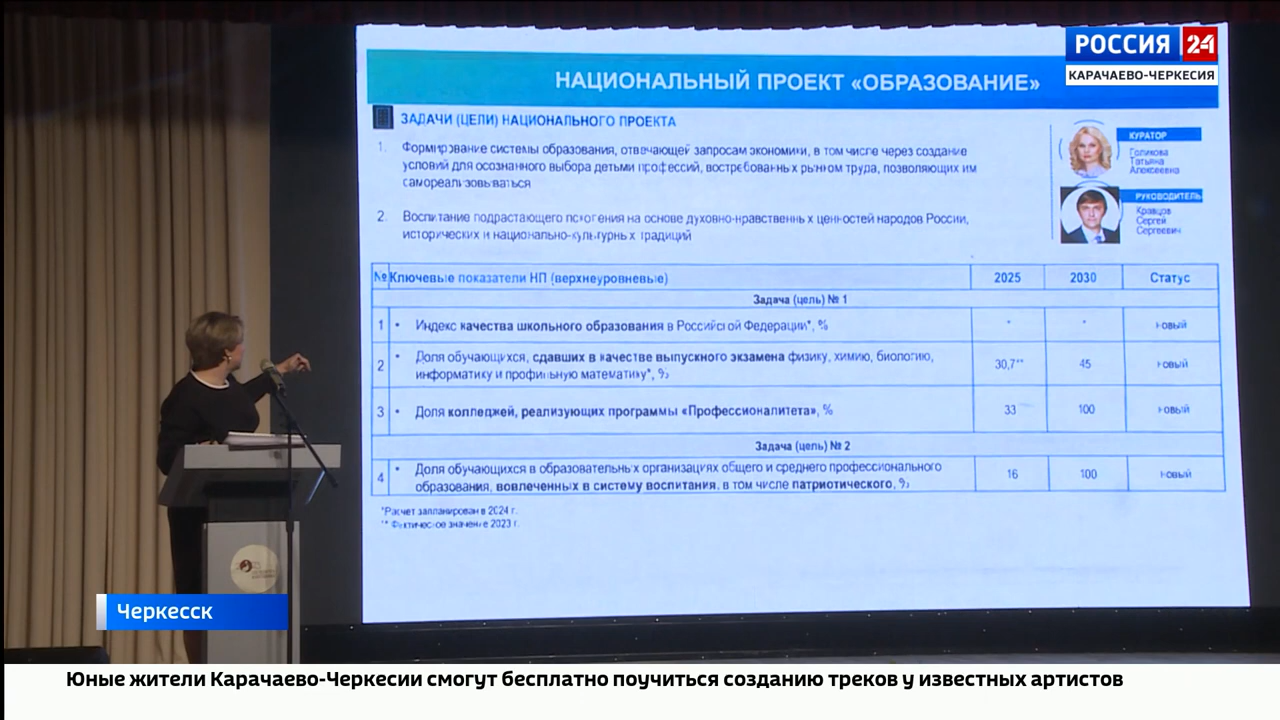 РОССИЯ 24
КАРАЧАЕВО-ЧЕРКЕСИЯ
НАЦИОНАЛЬНЫЙ ПРОЕКТ «ОБРАЗОВАНИЕ»
ЗАДАЧИ (ЦЕЛИ) НАЦИОНАЛЬНОГО ПРОЕКТА
1. Формирование системы образования, отвечающей запросам экономики, в том числе через создание
условий для осознанного выбора детьми профессий, востребованных рынком труда, позволяющих им
самореализовываться
2. Воспитание подрастающего поколения на основе духовно-нравственных ценностей народов России,
исторических и национально-культурных традиций
КУРАТОР
Голикова
Татьяна
Алексеевна
РУКОВОДИТЕЛЬ
Кравцов
Сергей
Сергеевич
№ Ключевые показатели НП (верхнеуровневые) 2025 2030 Статус
Задача (цель) № 1
1 • Индекс качества школьного образования в Российской Федерации*, % * * новый
2 • Доля обучающихся, сдавших в качестве выпускного экзамена физику, химию, биологию,
информатику и профильную математику*, % 30,7** 45 новый
3 • Доля колледжей, реализующих программы «Профессионалитета», % 33 100 новый
Задача (цель) № 2
4 • Доля обучающихся в образовательных организациях общего и среднего профессионального
образования, вовлеченных в систему воспитания, в том числе патриотического, % 16 100 новый
*Расчет запланирован в 2024 г.
** Фактическое значение 2023 г.
Черкесск
Юные жители Карачаево-Черкесии смогут бесплатно поучиться созданию треков у известных артистов